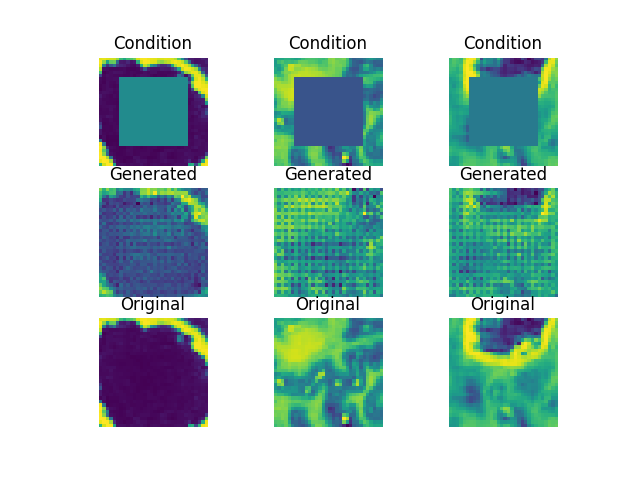 Condition Condition Condition
Generated Generated Generated
Original Original Original